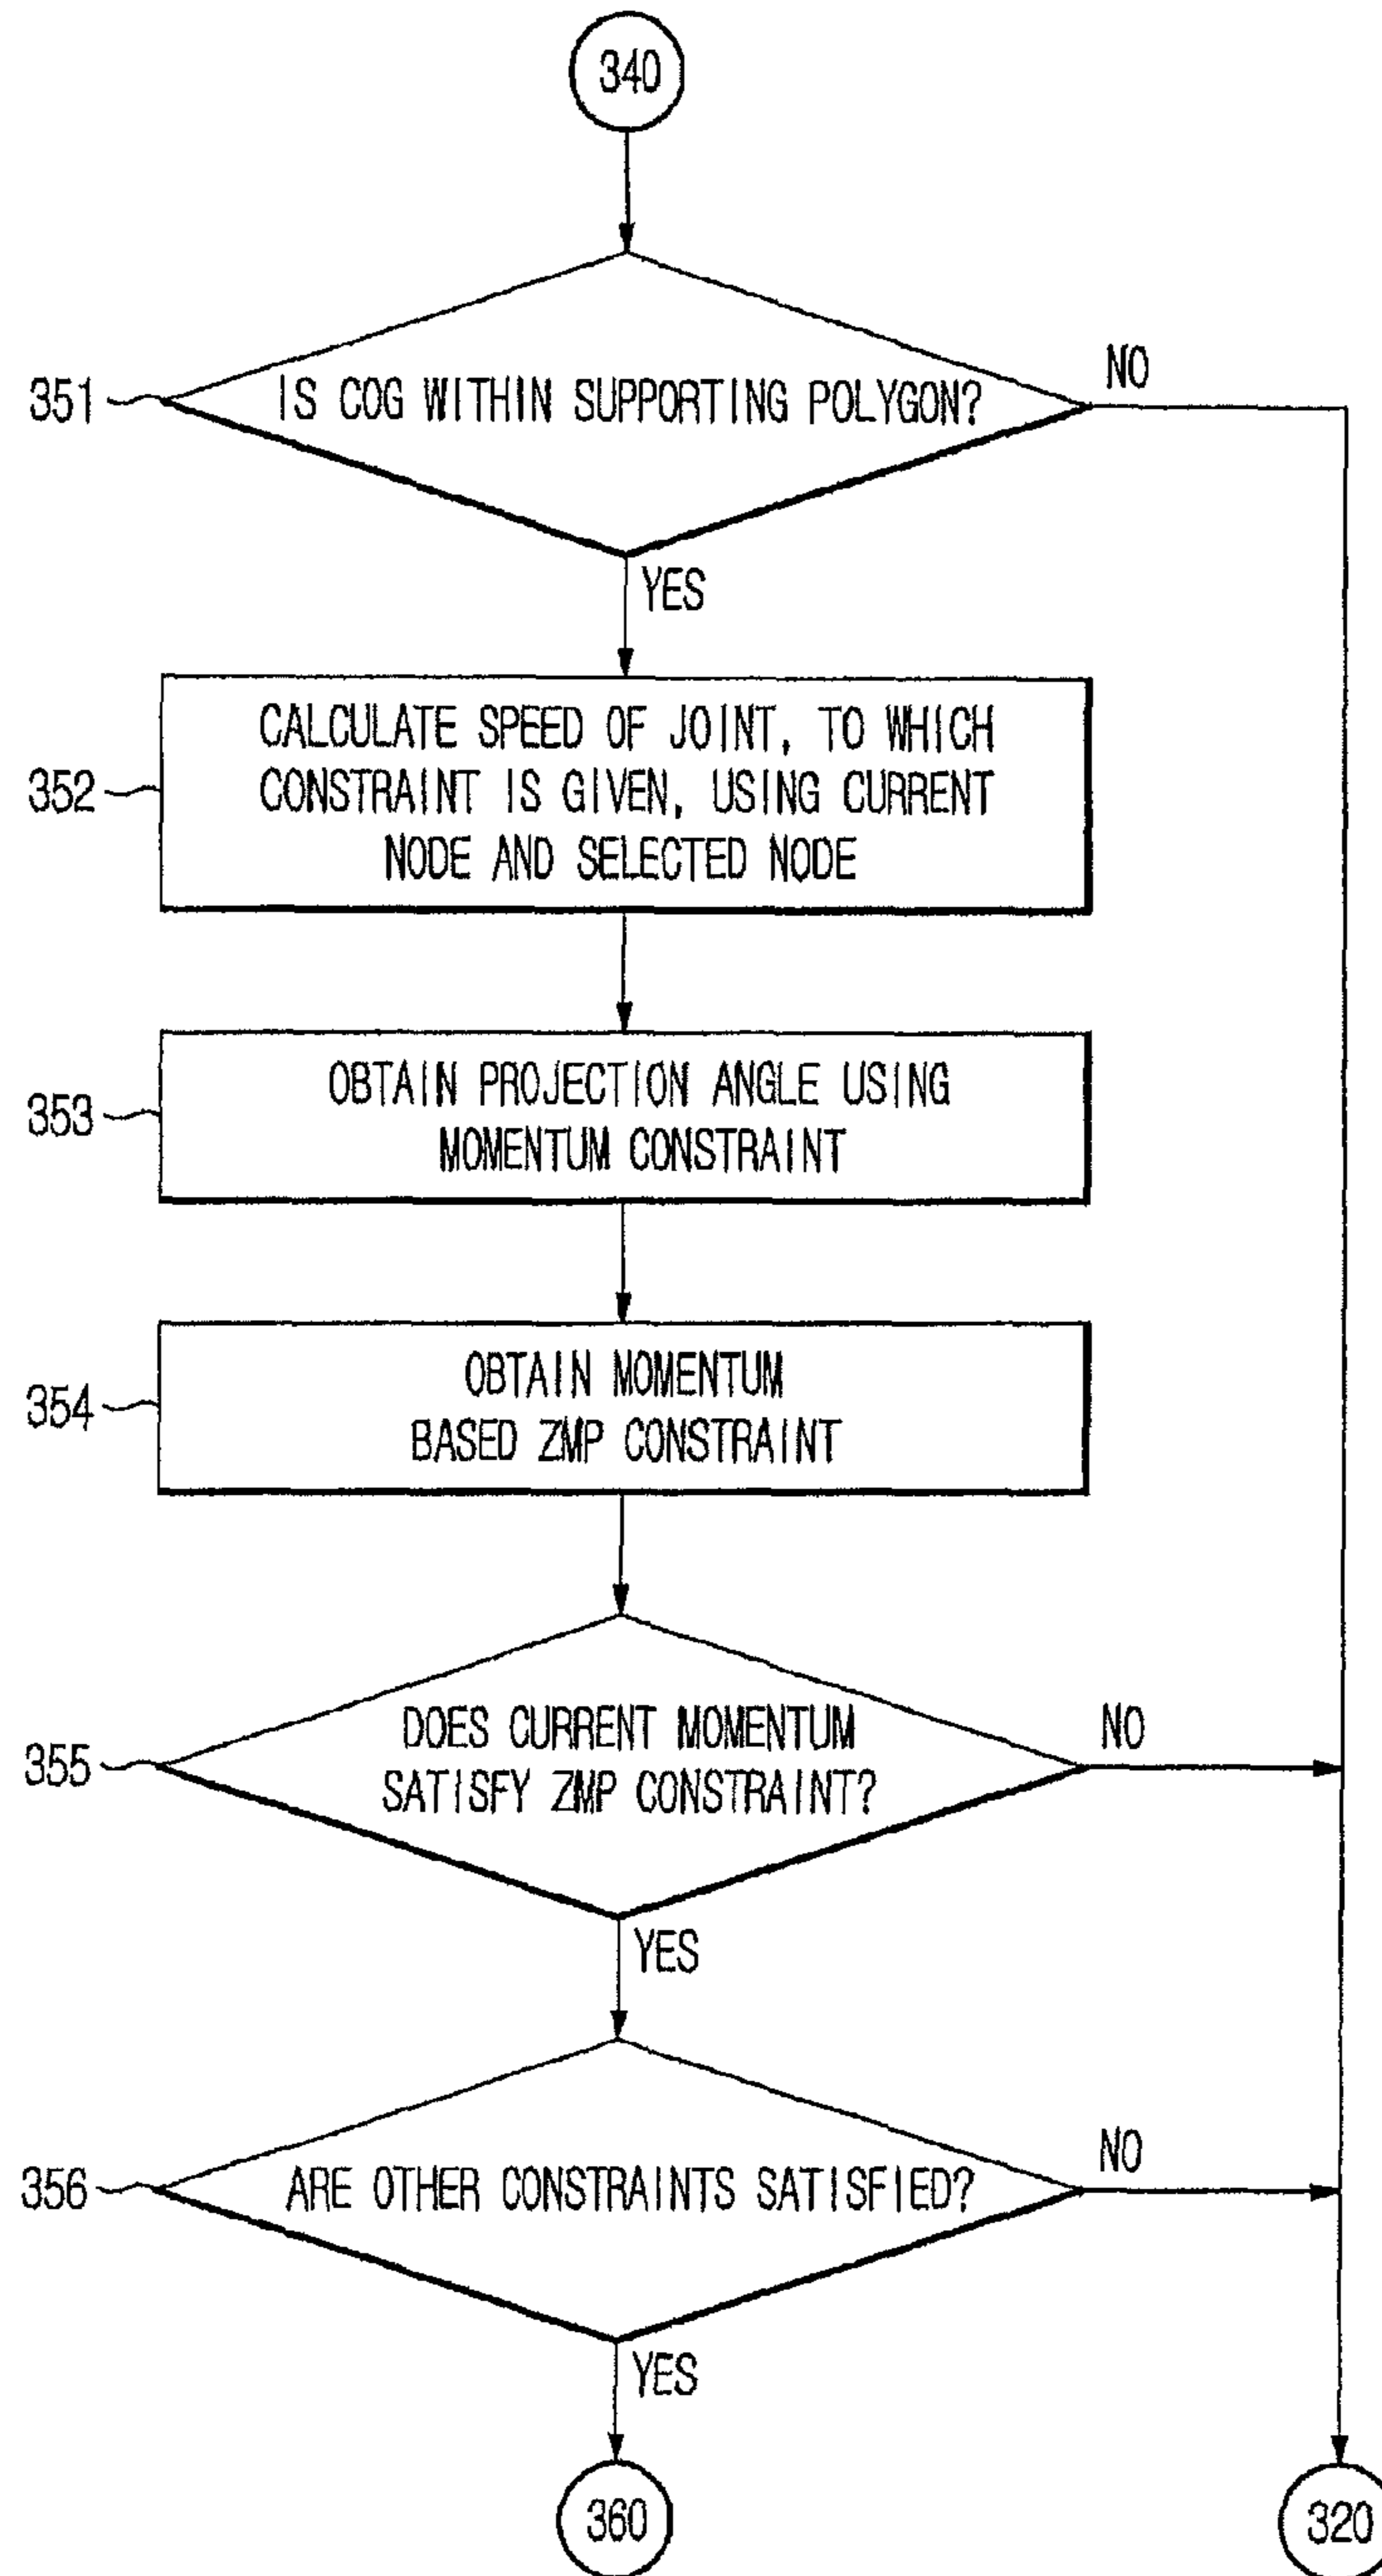 340
351
IS COG WITHIN SUPPORTING POLYGON?
NO
YES
352
CALCULATE SPEED OF JOINT, TO WHICH
CONSTRAINT IS GIVEN, USING CURRENT
NODE AND SELECTED NODE
353
OBTAIN PROJECTION ANGLE USING
MOMENTUM CONSTRAINT
354
OBTAIN MOMENTUM
BASED ZMP CONSTRAINT
355
DOES CURRENT MOMENTUM
SATISFY ZMP CONSTRAINT?
NO
YES
356
ARE OTHER CONSTRAINTS SATISFIED?
NO
YES
360
320